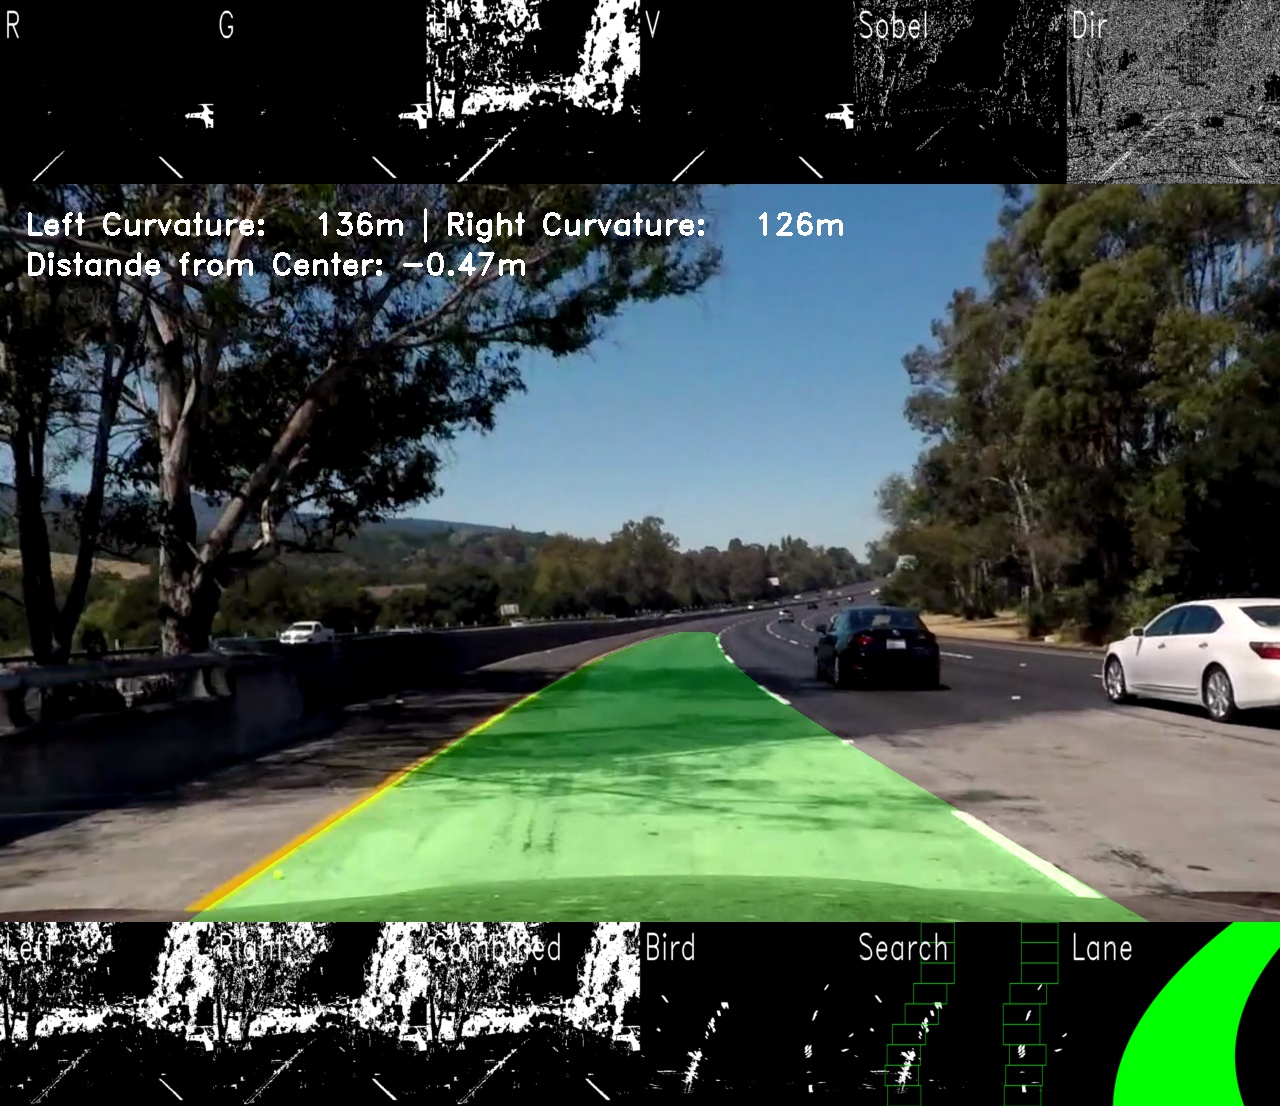 R
G
H
V
Sobel
Dir
Left Curvature: 136m | Right Curvature: 126m
Distande from Center: -0.47m
Left
Right
Combined
Bird
Search
Lane